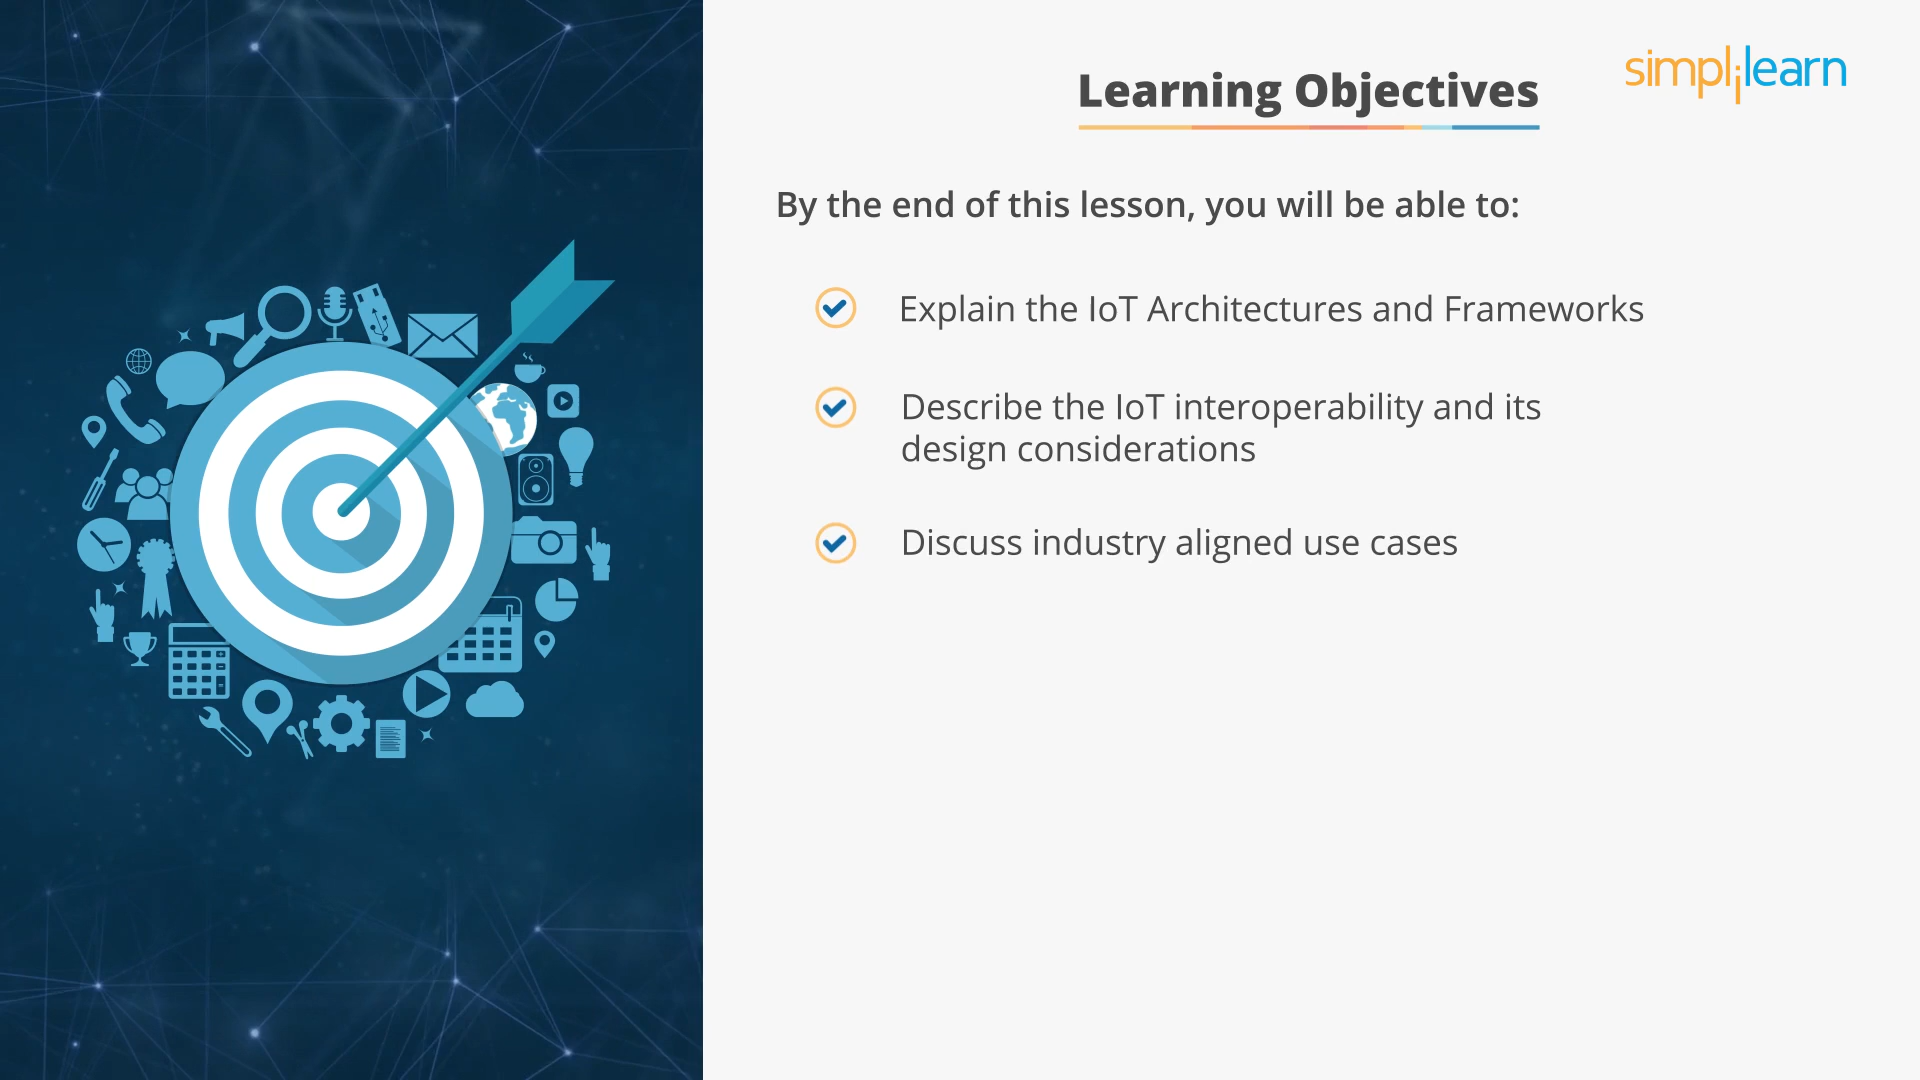 Learning Objectives
simplilearn
By the end of this lesson, you will be able to:
Explain the IoT Architectures and Frameworks
Describe the IoT interoperability and its
design considerations
Discuss industry aligned use cases